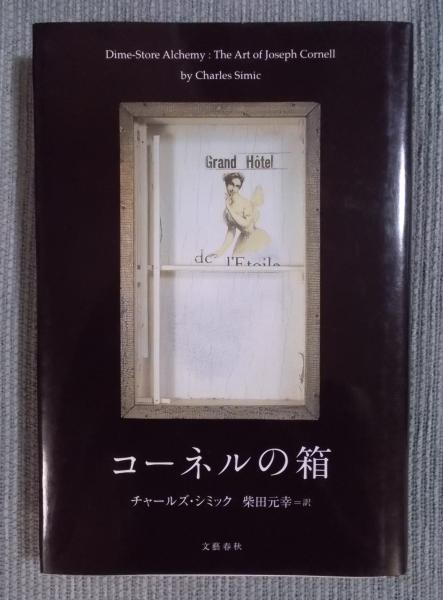 Dime-Store Alchemy : The Art of Joseph Cornell
by Charles Simic
Grand Hôtel
de l'Etoile
コーネルの箱
チャールズ・シミック 柴田元幸＝訳
文藝春秋